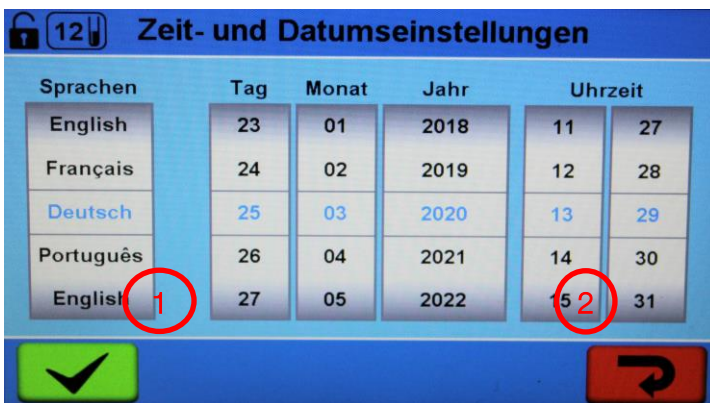 12 Zeit- und Datumseinstellungen
Sprachen Tag Monat Jahr Uhrzeit
English 23 01 2018 11 27
Français 24 02 2019 12 28
Deutsch 25 03 2020 13 29
Português 26 04 2021 14 30
English 27 05 2022 15 31
1 2